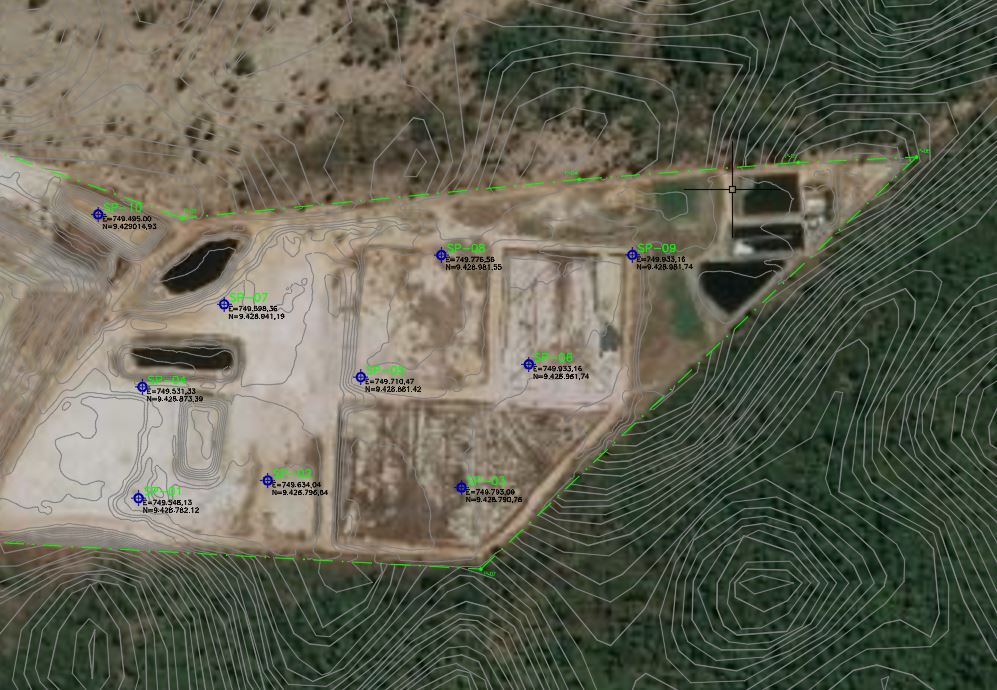 SP-10
E=749.495.00
N=9.429014,93
SP-08
E=749.776,56
N=9.428.981,55
SP-09
E=749.933,16
N=9.428.981,74
SP-07
E=749.598,36
N=9.428.941,19
SP-04
E=749.531,33
N=9.428.873,39
SP-05
E=749.710,47
N=9.428.881.42
SP-06
E=749.933,16
N=9.428.981,74
SP-01
E=749.548,13
N=9.428.782.12
SP-02
E=749.634,04
N=9.428.796,84
SP-03
E=749.793,09
N=9.428.790,76